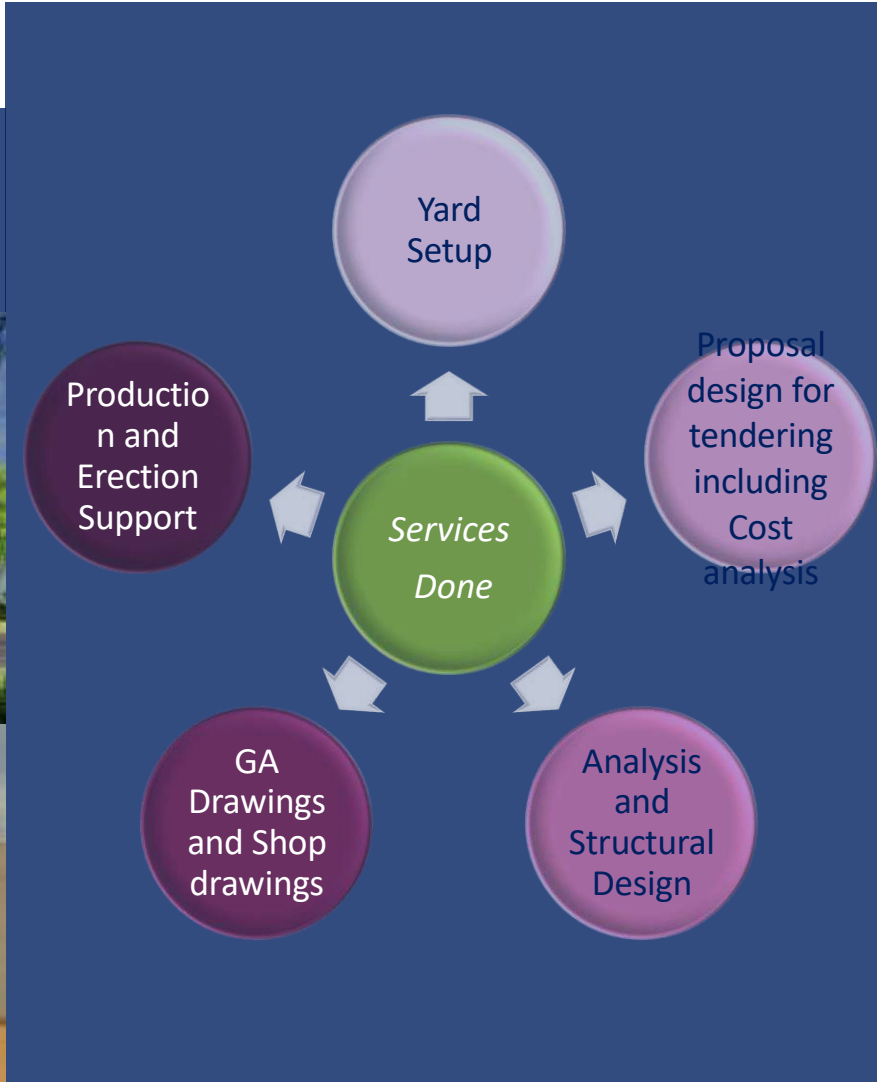 Yard
Setup
Proposal
design for
tendering
including
Cost
analysis
Productio
n and
Erection
Support
Services
Done
GA
Drawings
and Shop
drawings
Analysis
and
Structural
Design